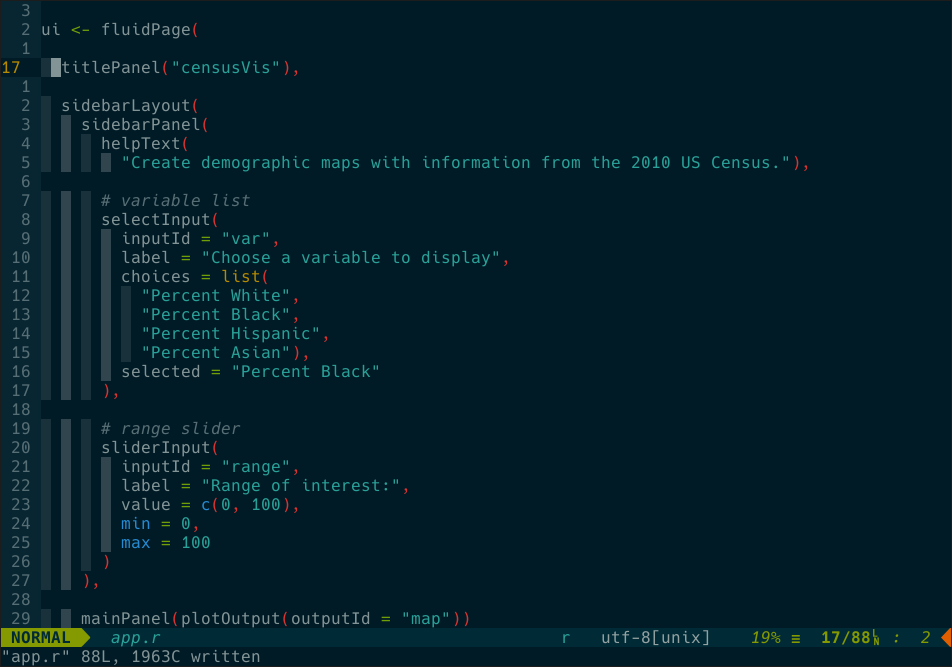 3
2 ui <- fluidPage(
1
17 titlePanel("censusVis"),
1
2 sidebarLayout(
3 sidebarPanel(
4 helpText(
5 "Create demographic maps with information from the 2010 US Census."),
6
7 # variable list
8 selectInput(
9 inputId = "var",
10 label = "Choose a variable to display",
11 choices = list(
12 "Percent White",
13 "Percent Black",
14 "Percent Hispanic",
15 "Percent Asian"),
16 selected = "Percent Black"
17 ),
18
19 # range slider
20 sliderInput(
21 inputId = "range",
22 label = "Range of interest:",
23 value = c(0, 100),
24 min = 0,
25 max = 100
26 )
27 ),
28
29 mainPanel(plotOutput(outputId = "map"))
NORMAL app.r r utf-8[unix] 19% ≡ 17/88 : 2
"app.r" 88L, 1963C written